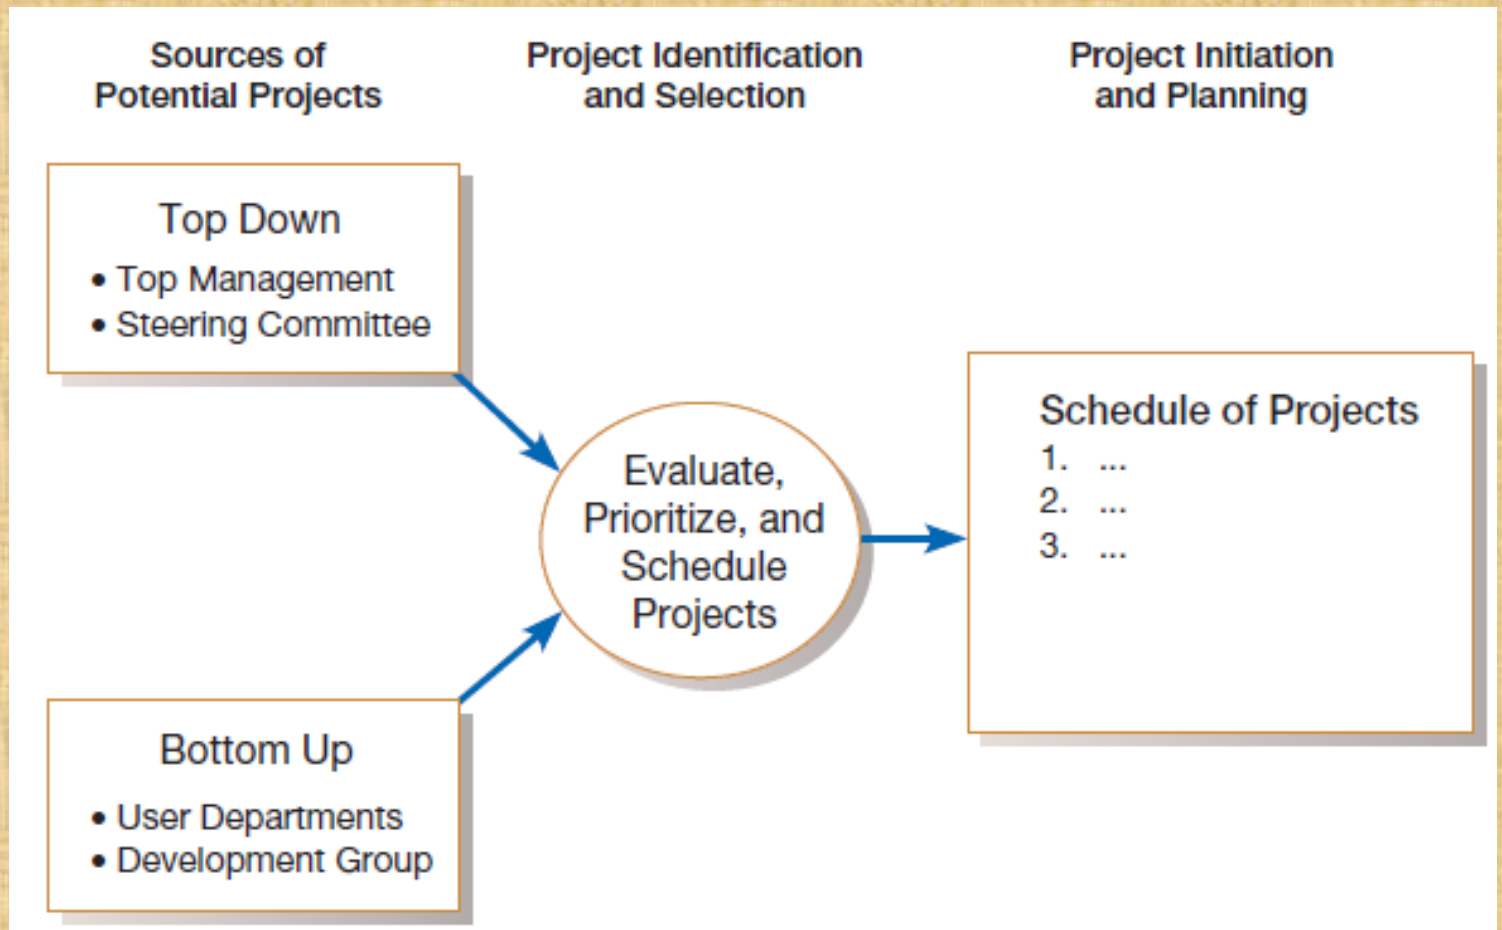 Sources of
Potential Projects
Project Identification
and Selection
Project Initiation
and Planning
Top Down
• Top Management
• Steering Committee
Evaluate,
Prioritize, and
Schedule
Projects
Schedule of Projects
1. ...
2. ...
3. ...
Bottom Up
• User Departments
• Development Group